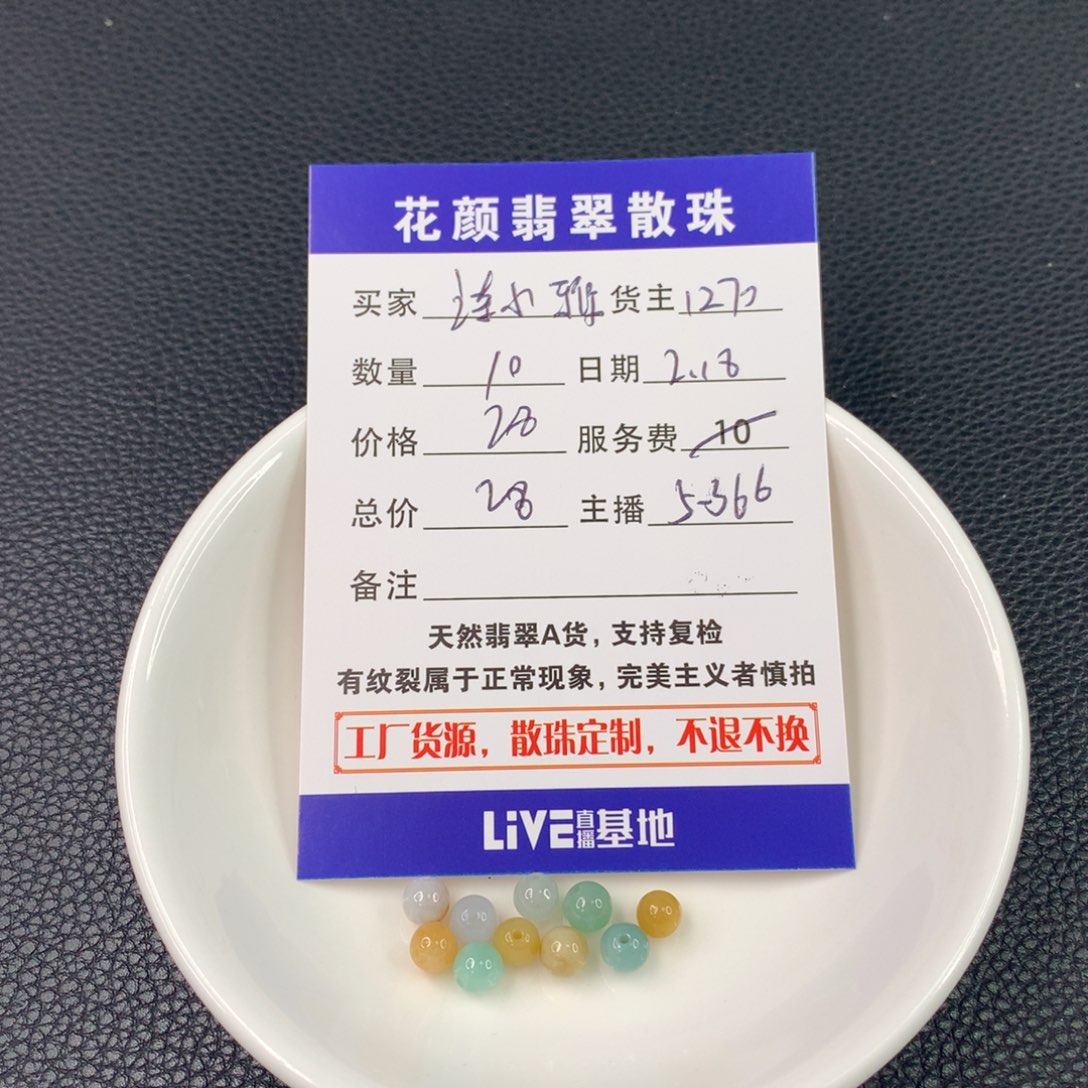 花颜翡翠散珠
买家 小雅 货主
数量 10 日期 2.18
价格 28 服务费 10
总价 28 主播 5366
备注
天然翡翠A货，支持复检
有纹裂属于正常现象，完美主义者慎拍
工厂货源，散珠定制，不退不换
LiVE直播基地